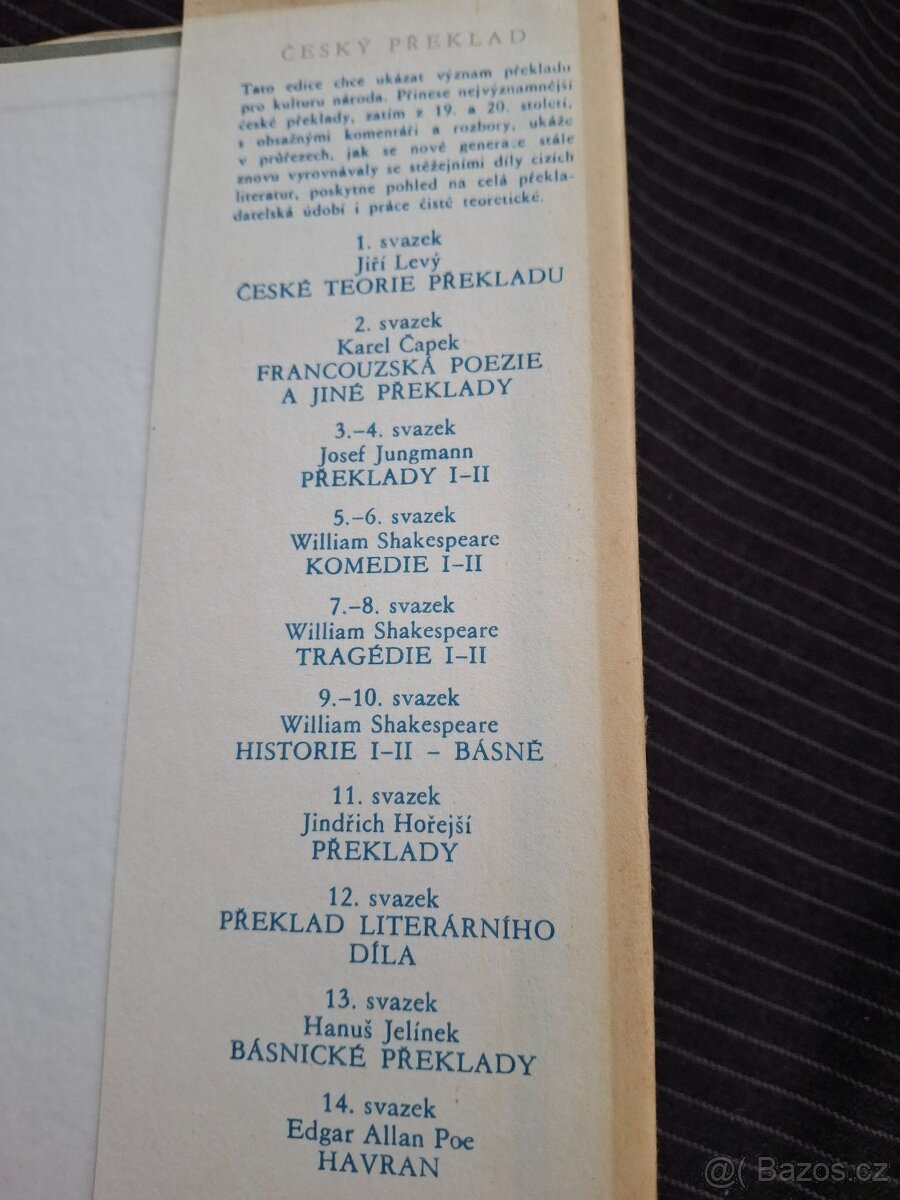 ČESKÝ PŘEKLAD
Tato edice chce ukázat význam překladu
pro kulturu národa. Přinese nejvýznamnější
české překlady, zatím z 19. a 20. století,
s obsažnými komentáři a rozbory, ukáže
v průřezech, jak se nové generace stále
znovu vyrovnávaly se stěžejními díly cizích
literatur, poskytne pohled na celá překla-
datelská údobí i práce čistě teoretické.
1. svazek
Jiří Levý
ČESKÉ TEORIE PŘEKLADU
2. svazek
Karel Čapek
FRANCOUZSKÁ POEZIE
A JINÉ PŘEKLADY
3.–4. svazek
Josef Jungmann
PŘEKLADY I–II
5.–6. svazek
William Shakespeare
KOMEDIE I–II
7.–8. svazek
William Shakespeare
TRAGÉDIE I–II
9.–10. svazek
William Shakespeare
HISTORIE I–II – BÁSNĚ
11. svazek
Jindřich Hořejší
PŘEKLADY
12. svazek
PŘEKLAD LITERÁRNÍHO
DÍLA
13. svazek
Hanuš Jelínek
BÁSNICKÉ PŘEKLADY
14. svazek
Edgar Allan Poe
HAVRAN
@( Bazos.cz